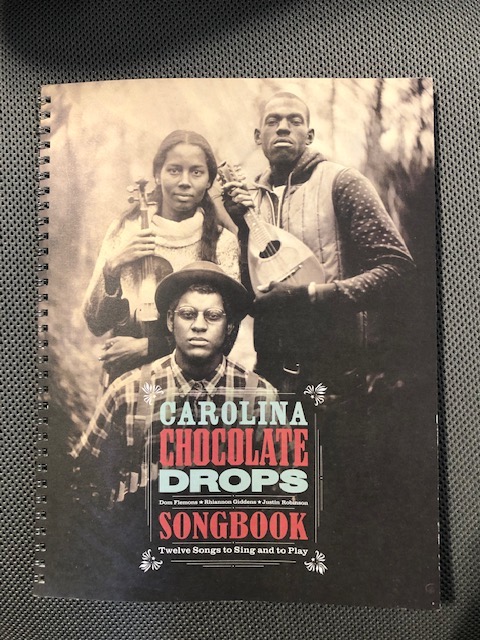 CAROLINA
CHOCOLATE
DROPS
Dom Flemons ★ Rhiannon Giddens ★ Justin Robinson
SONGBOOK
Twelve Songs to Sing and to Play